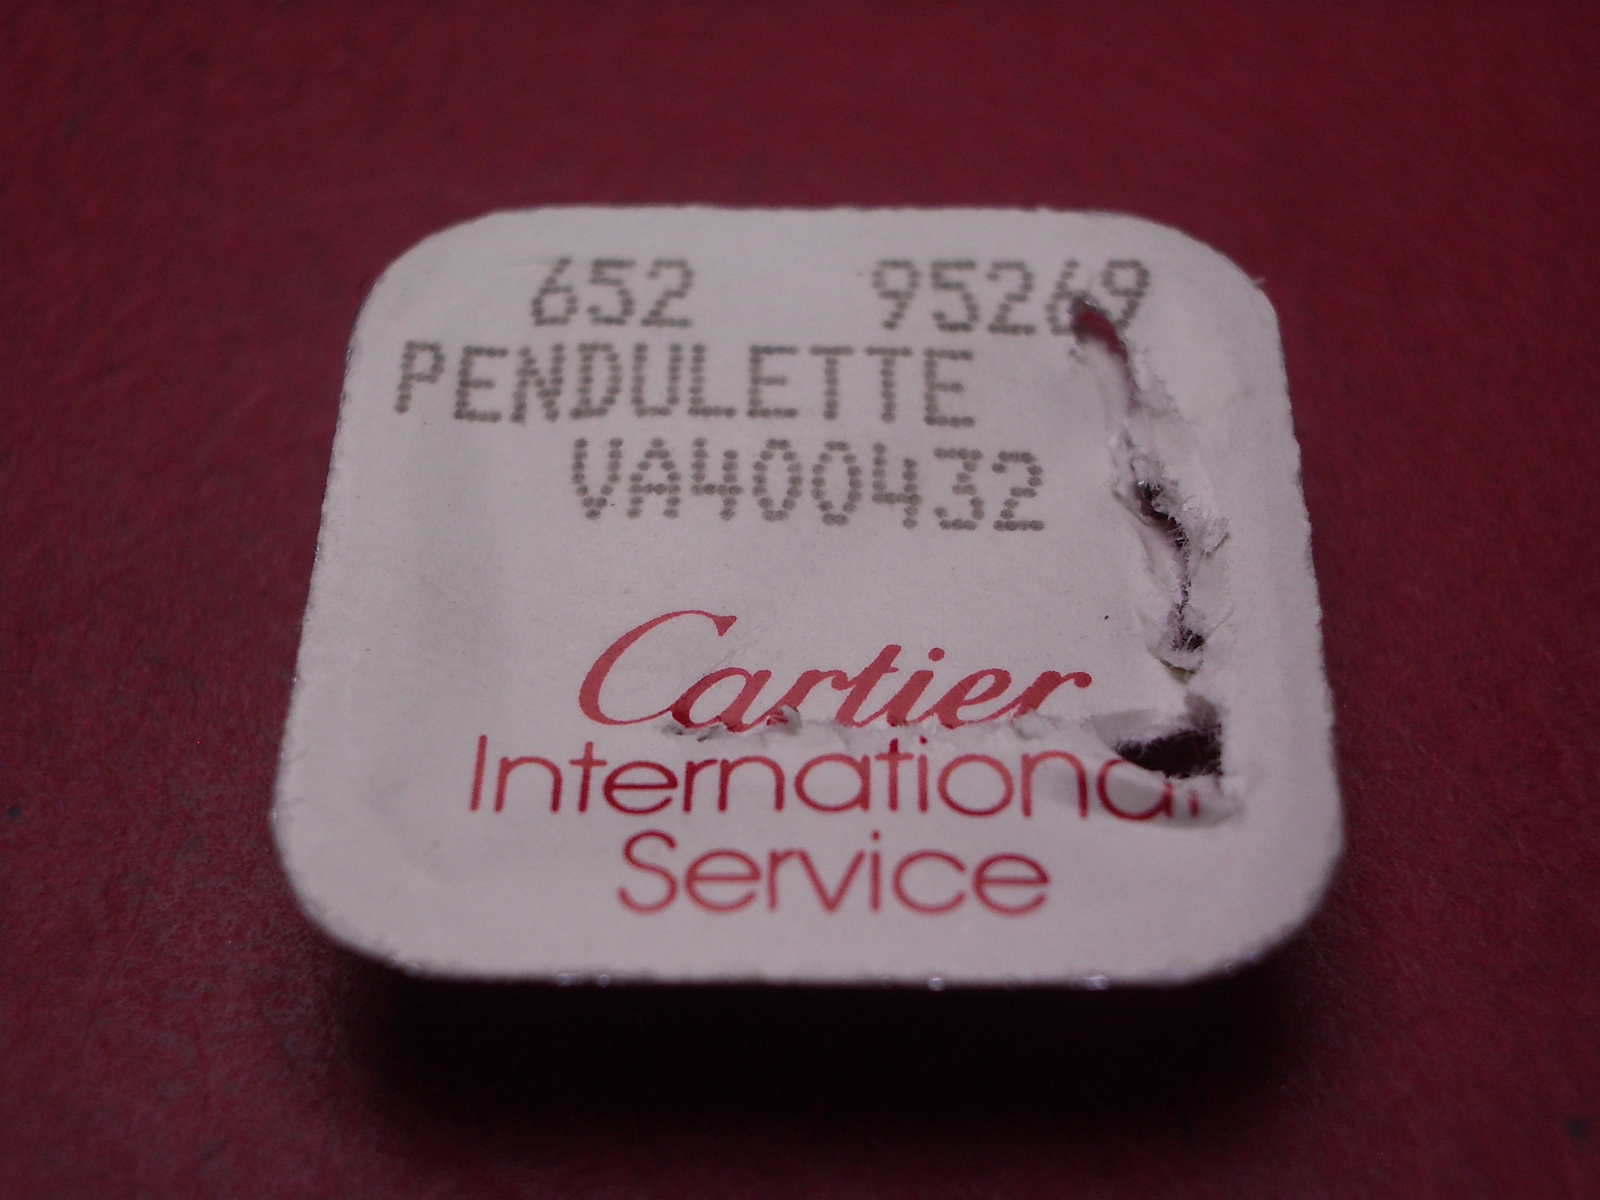 652 95269
PENDULETTE
VA400432
Cartier
International
Service